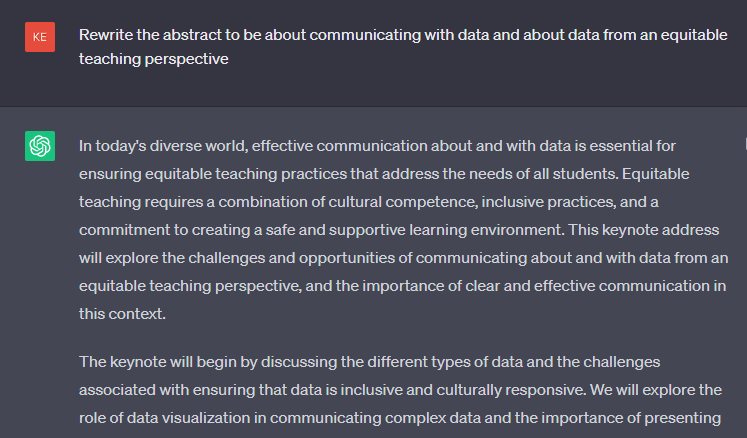 KE
Rewrite the abstract to be about communicating with data and about data from an equitable
teaching perspective
In today's diverse world, effective communication about and with data is essential for
ensuring equitable teaching practices that address the needs of all students. Equitable
teaching requires a combination of cultural competence, inclusive practices, and a
commitment to creating a safe and supportive learning environment. This keynote address
will explore the challenges and opportunities of communicating about and with data from an
equitable teaching perspective, and the importance of clear and effective communication in
this context.
The keynote will begin by discussing the different types of data and the challenges
associated with ensuring that data is inclusive and culturally responsive. We will explore the
role of data visualization in communicating complex data and the importance of presenting